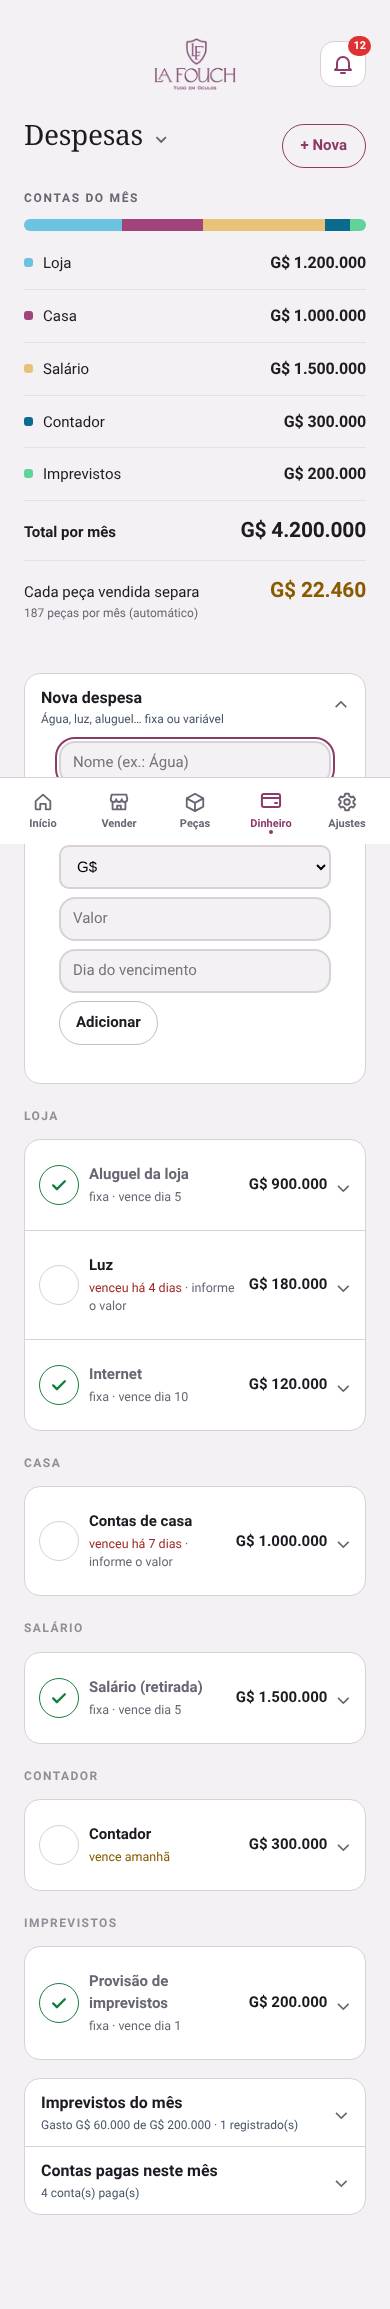 12
LF
LA FOUCH
Tudo em Óculos
Despesas
+ Nova
CONTAS DO MÊS
Loja G$ 1.200.000
Casa G$ 1.000.000
Salário G$ 1.500.000
Contador G$ 300.000
Imprevistos G$ 200.000
Total por mês G$ 4.200.000
Cada peça vendida separa G$ 22.460
187 peças por mês (automático)
Nova despesa
Água, luz, aluguel... fixa ou variável
Nome (ex.: Água)
Início Vender Peças Dinheiro Ajustes
G$
Valor
Dia do vencimento
Adicionar
LOJA
Aluguel da loja G$ 900.000
fixa · vence dia 5
Luz
venceu há 4 dias · informe G$ 180.000
o valor
Internet G$ 120.000
fixa · vence dia 10
CASA
Contas de casa
venceu há 7 dias · G$ 1.000.000
informe o valor
SALÁRIO
Salário (retirada) G$ 1.500.000
fixa · vence dia 5
CONTADOR
Contador G$ 300.000
vence amanhã
IMPREVISTOS
Provisão de
imprevistos G$ 200.000
fixa · vence dia 1
Imprevistos do mês
Gasto G$ 60.000 de G$ 200.000 · 1 registrado(s)
Contas pagas neste mês
4 conta(s) paga(s)